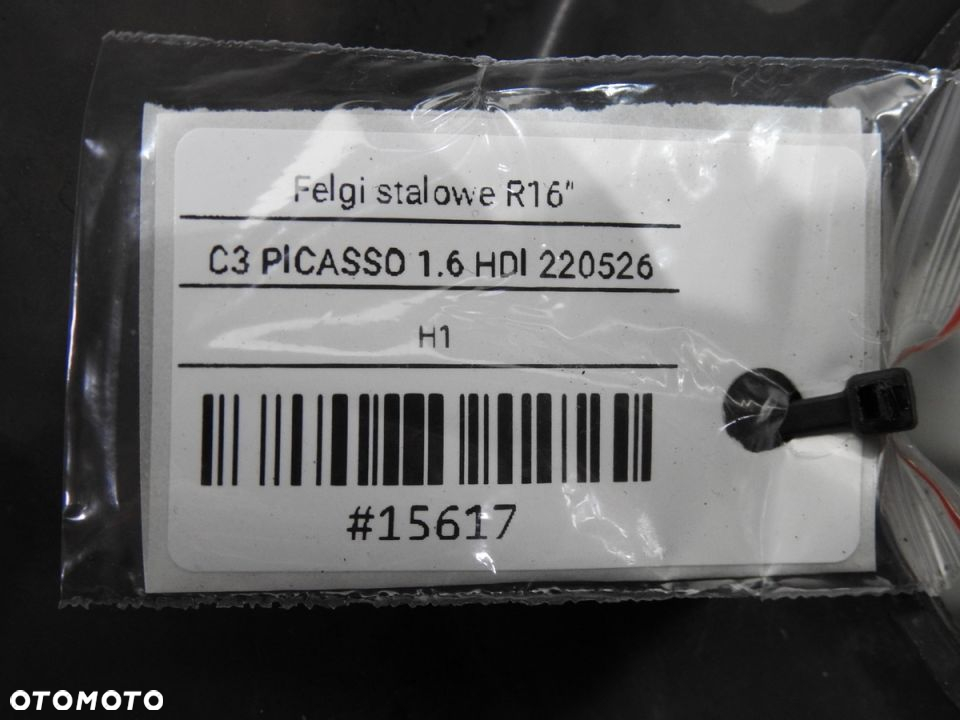 Felgi stalowe R16"
C3 PICASSO 1.6 HDI 220526
H1
#15617
OTOMOTO